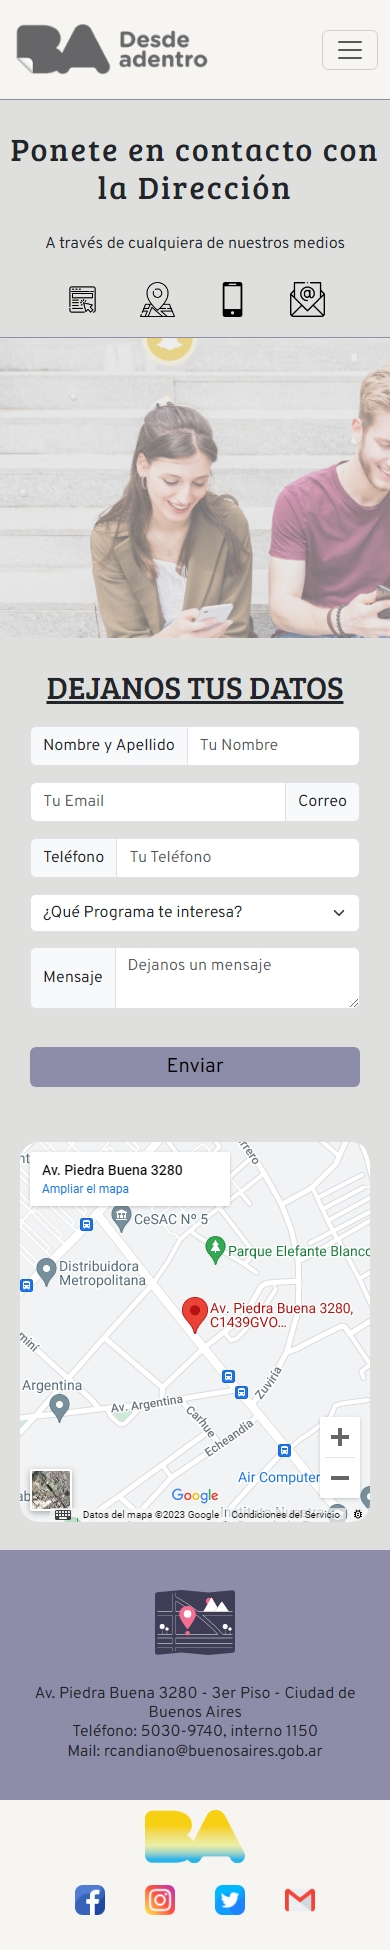 BA Desde
adentro
Ponete en contacto con
la Dirección
A través de cualquiera de nuestros medios
DEJANOS TUS DATOS
Nombre y Apellido Tu Nombre
Tu Email Correo
Teléfono Tu Teléfono
¿Qué Programa te interesa?
Mensaje Dejanos un mensaje
Enviar
Av. Piedra Buena 3280
Ampliar el mapa
CeSAC Nº 5
Parque Elefante Blanco
Distribuidora
Metropolitana
Av. Piedra Buena 3280,
C1439GVO...
Argentina
Av. Argentina
Carhue
Echeandia
Zuviría
Air Computer
Google
Datos del mapa ©2023 Google
Condiciones del Servicio
Av. Piedra Buena 3280 - 3er Piso - Ciudad de
Buenos Aires
Teléfono: 5030-9740, interno 1150
Mail: rcandiano@buenosaires.gob.ar
BA